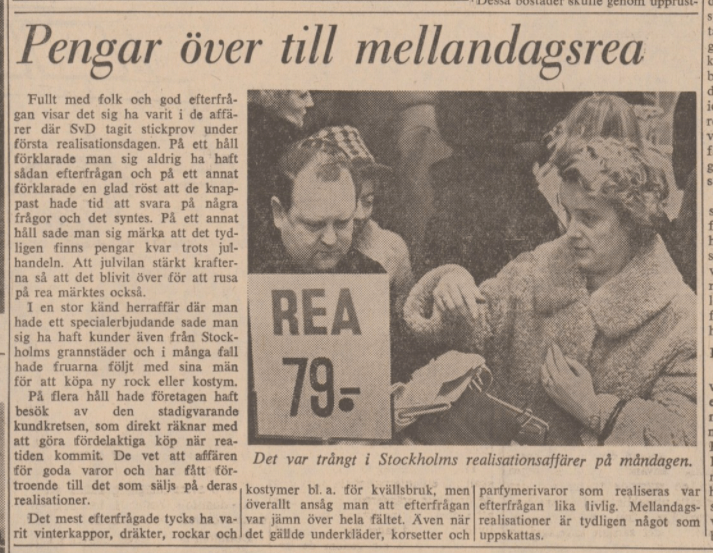 Dessa bostäder skulle genom upprust-
Pengar över till mellandagsrea
Fullt med folk och god efterfrå-
gan visar det sig ha varit i de affä-
rer där SvD tagit stickprov under
första realisationsdagen. På ett håll
förklarade man sig aldrig ha haft
sådan efterfrågan och på ett annat
förklarade en glad röst att de knap-
past hade tid att svara på några
frågor och det syntes. På ett annat
håll sade man sig märka att det tyd-
ligen finns pengar kvar trots jul-
handeln. Att julvilan stärkt krafter-
na så att det blivit över för att rusa
på rea märktes också.
I en stor känd herraffär där man
hade ett specialerbjudande sade man
sig ha haft kunder även från Stock-
holms grannstäder och i många fall
hade fruarna följt med sina män
för att köpa ny rock eller kostym.
På flera håll hade företagen haft
besök av den stadigvarande
kundkretsen, som direkt räknar med
att göra fördelaktiga köp när rea-
tiden kommit. De vet att affären
för goda varor och har fått för-
troende till det som säljs på deras
realisationer.
Det mest efterfrågade tycks ha va-
rit vinterkappor, dräkter, rockar och
REA
79:-
Det var trångt i Stockholms realisationsaffärer på måndagen.
kostymer bl. a. för kvällsbruk, men
överallt ansåg man att efterfrågan
var jämn över hela fältet. Även när
det gällde underkläder, korsetter och
parfymerivaror som realiseras var
efterfrågan lika livlig. Mellandags-
realisationer är tydligen något som
uppskattas.